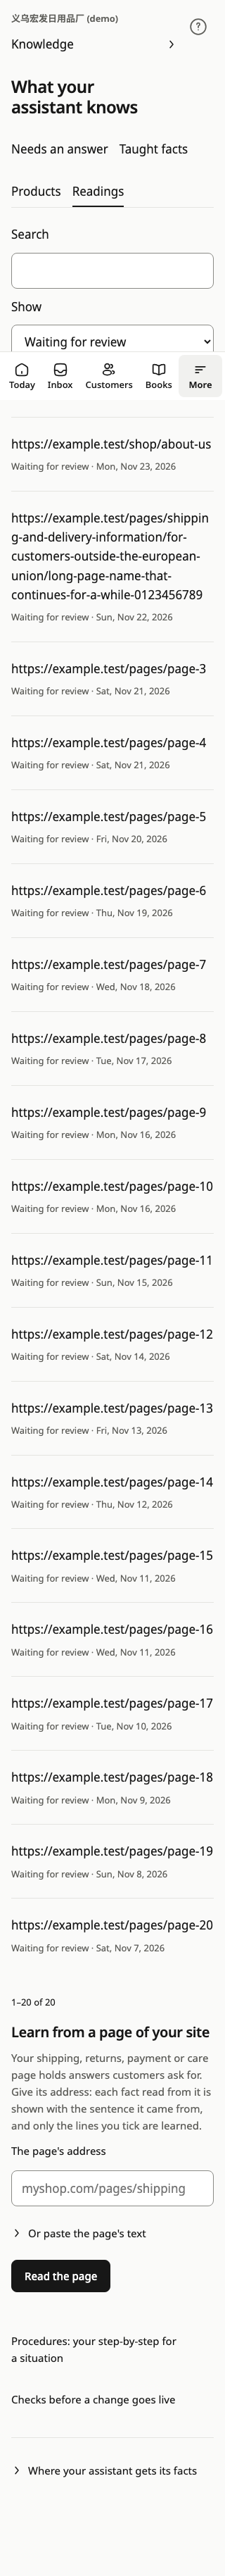 义乌宏发日用品厂 (demo)
Knowledge
What your
assistant knows
Needs an answer Taught facts
Products Readings
Search
Show
Waiting for review
Today Inbox Customers Books More
https://example.test/shop/about-us
Waiting for review · Mon, Nov 23, 2026
https://example.test/pages/shippin
g-and-delivery-information/for-
customers-outside-the-european-
union/long-page-name-that-
continues-for-a-while-0123456789
Waiting for review · Sun, Nov 22, 2026
https://example.test/pages/page-3
Waiting for review · Sat, Nov 21, 2026
https://example.test/pages/page-4
Waiting for review · Sat, Nov 21, 2026
https://example.test/pages/page-5
Waiting for review · Fri, Nov 20, 2026
https://example.test/pages/page-6
Waiting for review · Thu, Nov 19, 2026
https://example.test/pages/page-7
Waiting for review · Wed, Nov 18, 2026
https://example.test/pages/page-8
Waiting for review · Tue, Nov 17, 2026
https://example.test/pages/page-9
Waiting for review · Mon, Nov 16, 2026
https://example.test/pages/page-10
Waiting for review · Mon, Nov 16, 2026
https://example.test/pages/page-11
Waiting for review · Sun, Nov 15, 2026
https://example.test/pages/page-12
Waiting for review · Sat, Nov 14, 2026
https://example.test/pages/page-13
Waiting for review · Fri, Nov 13, 2026
https://example.test/pages/page-14
Waiting for review · Thu, Nov 12, 2026
https://example.test/pages/page-15
Waiting for review · Wed, Nov 11, 2026
https://example.test/pages/page-16
Waiting for review · Wed, Nov 11, 2026
https://example.test/pages/page-17
Waiting for review · Tue, Nov 10, 2026
https://example.test/pages/page-18
Waiting for review · Mon, Nov 9, 2026
https://example.test/pages/page-19
Waiting for review · Sun, Nov 8, 2026
https://example.test/pages/page-20
Waiting for review · Sat, Nov 7, 2026
1–20 of 20
Learn from a page of your site
Your shipping, returns, payment or care
page holds answers customers ask for.
Give its address: each fact read from it is
shown with the sentence it came from,
and only the lines you tick are learned.
The page's address
myshop.com/pages/shipping
Or paste the page's text
Read the page
Procedures: your step-by-step for
a situation
Checks before a change goes live
Where your assistant gets its facts